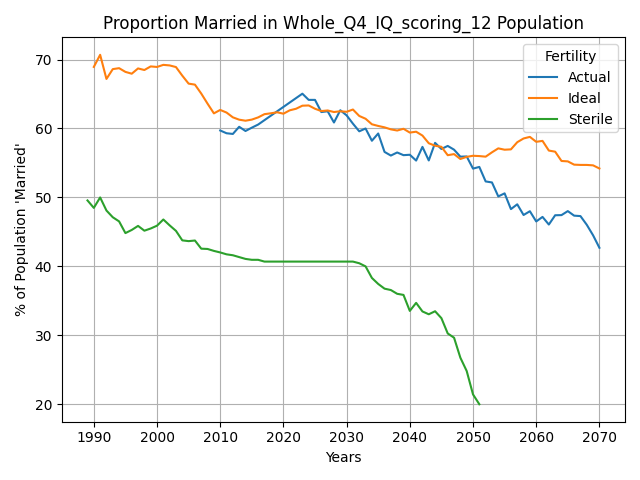 Proportion Married in Whole_Q4_IQ_scoring_12 Population
Fertility
Actual
Ideal
Sterile
% of Population 'Married'
70
60
50
40
30
20
1990
2000
2010
2020
2030
2040
2050
2060
2070
Years